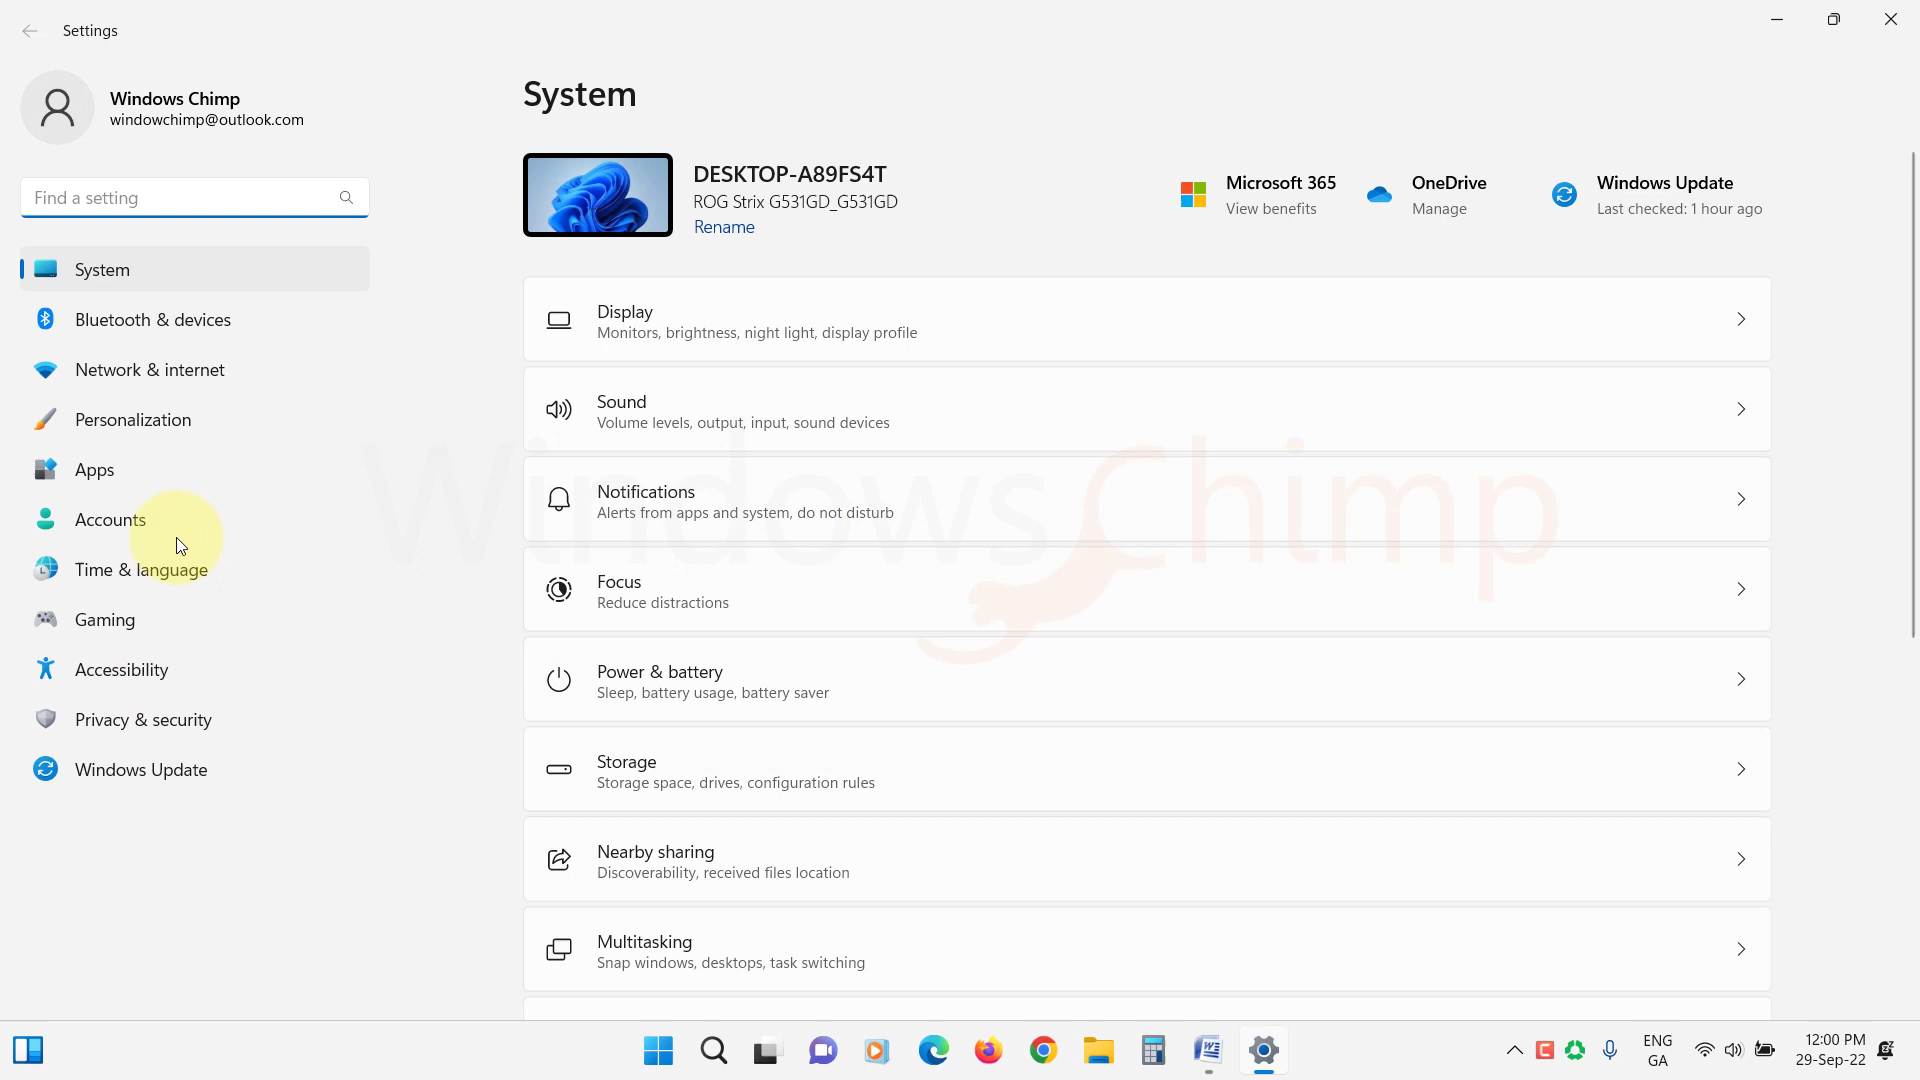 Settings
Windows Chimp
windowchimp@outlook.com
Find a setting
System
Bluetooth & devices
Network & internet
Personalization
Apps
Accounts
Time & language
Gaming
Accessibility
Privacy & security
Windows Update
System
DESKTOP-A89FS4T
ROG Strix G531GD_G531GD
Rename
Microsoft 365
View benefits
OneDrive
Manage
Windows Update
Last checked: 1 hour ago
Display
Monitors, brightness, night light, display profile
Sound
Volume levels, output, input, sound devices
Notifications
Alerts from apps and system, do not disturb
Focus
Reduce distractions
Power & battery
Sleep, battery usage, battery saver
Storage
Storage space, drives, configuration rules
Nearby sharing
Discoverability, received files location
Multitasking
Snap windows, desktops, task switching
WindowsChimp
ENG
GA
12:00 PM
29-Sep-22